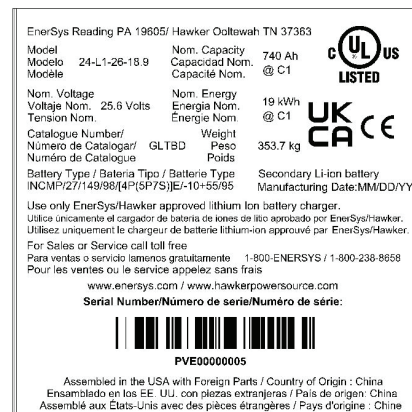 EnerSys Reading PA 19605/ Hawker Ooltewah TN 37363
Model
Modelo 24-L1-26-18.9
Modèle
Nom. Capacity
Capacidad Nom.
Capacité Nom.
740 Ah
@ C1
C UL US
LISTED
Nom. Voltage
Voltaje Nom. 25.6 Volts
Tension Nom.
Nom. Energy
Energia Nom.
Énergie Nom.
19 kWh
@ C1
UK
CA CE
Catalogue Number/
Número de Catalogar/ GLTBD
Numéro de Catalogue
Weight
Peso
Poids
353.7 kg
Battery Type / Bateria Tipo / Batterie Type
INCMP/27/149/98/[4P(5P7S)]E/-10+55/95
Secondary Li-ion battery
Manufacturing Date:MM/DD/YY
Use only EnerSys/Hawker approved lithium Ion battery charger.
Utilice únicamente el cargador de batería de iones de litio aprobado por EnerSys/Hawker.
Utilisez uniquement le chargeur de batterie lithium-ion approuvé par EnerSys/Hawker.
For Sales or Service call toll free
Para ventas o servicio lamenos gratuitamente 1-800-ENERSYS / 1-800-238-8658
Pour les ventes ou le service appelez sans frais
www.enersys.com / www.hawkerpowersource.com
Serial Number/Número de serie/Numéro de série:
PVE00000005
Assembled in the USA with Foreign Parts / Country of Origin : China
Ensamblado en los EE. UU. con piezas extranjeras / País de origen: China
Assemblé aux États-Unis avec des pièces étrangères / Pays d'origine : Chine